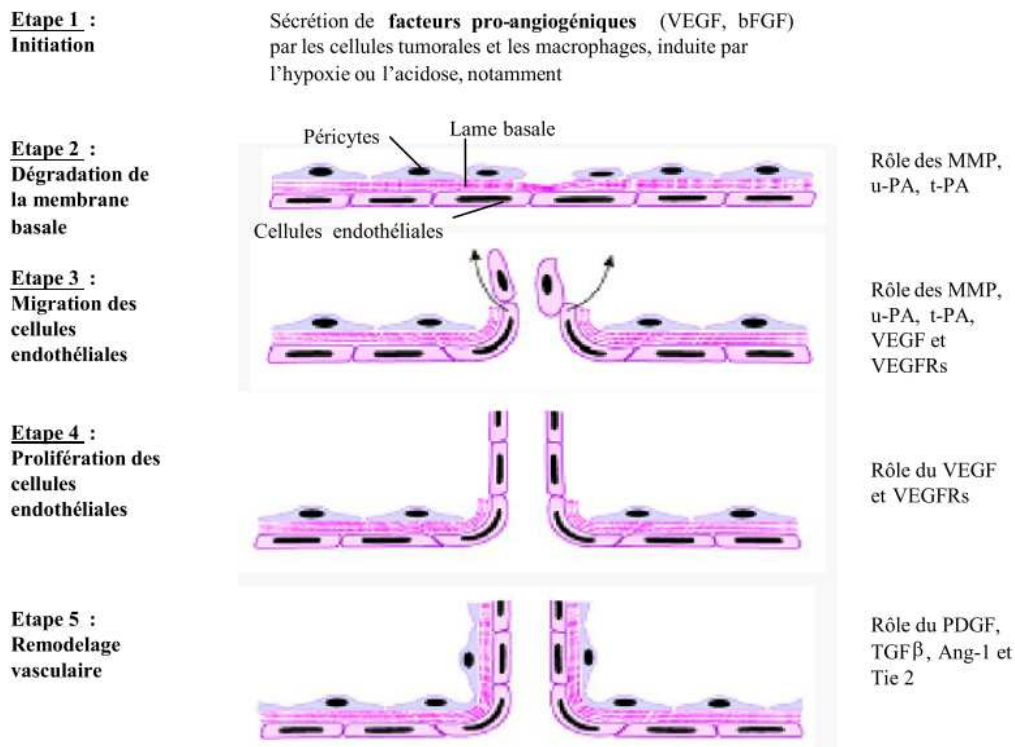 Etape 1 :
Initiation
Sécrétion de facteurs pro-angiogéniques (VEGF, bFGF)
par les cellules tumorales et les macrophages, induite par
l'hypoxie ou l'acidose, notamment
Etape 2 :
Dégradation de
la membrane
basale
Péricytes
Lame basale
Cellules endothéliales
Rôle des MMP,
u-PA, t-PA
Etape 3 :
Migration des
cellules
endothéliales
Rôle des MMP,
u-PA, t-PA,
VEGF et
VEGFRs
Etape 4 :
Prolifération des
cellules
endothéliales
Rôle du VEGF
et VEGFRs
Etape 5 :
Remodelage
vasculaire
Rôle du PDGF,
TGFβ, Ang-1 et
Tie 2